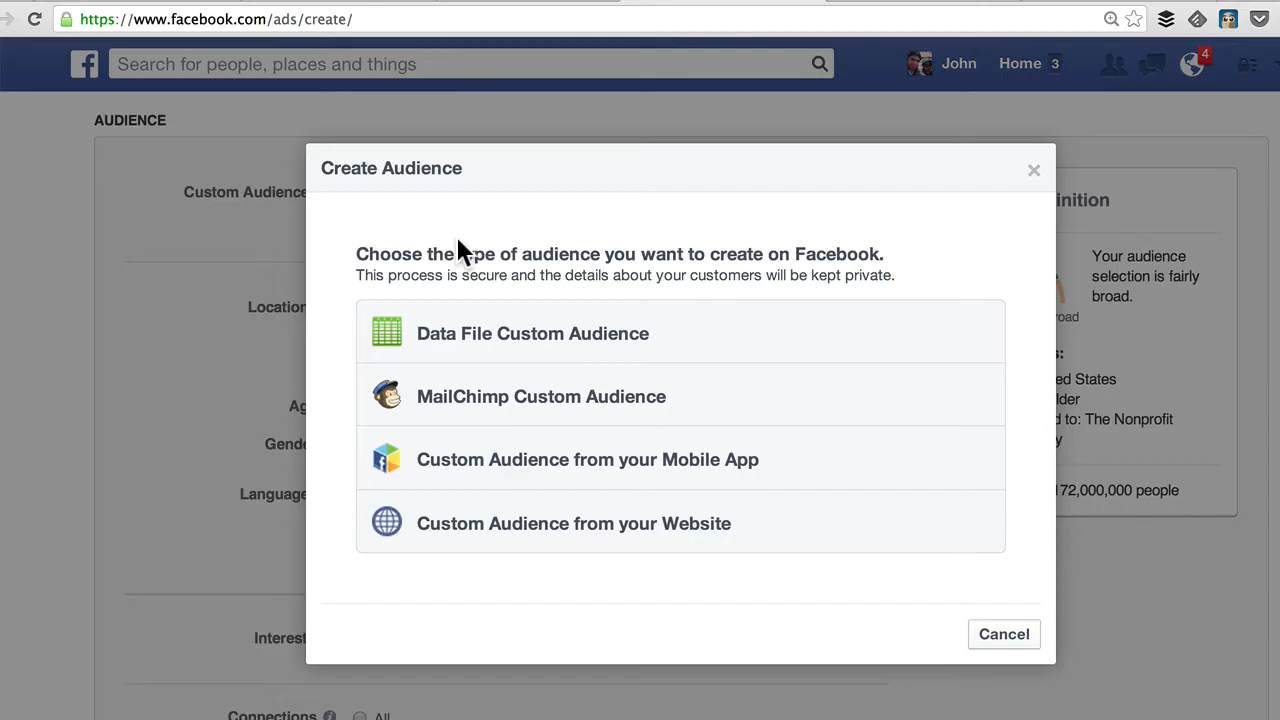 https://www.facebook.com/ads/create/
Search for people, places and things
John
Home 3
4
AUDIENCE
Create Audience
Custom Audience
inition
Choose the type of audience you want to create on Facebook.
This process is secure and the details about your customers will be kept private.
Your audience
selection is fairly
broad.
road
Location
Data File Custom Audience
s:
ed States
lder
ed to: The Nonprofit
y
MailChimp Custom Audience
Ag
Gende
Custom Audience from your Mobile App
Language
172,000,000 people
Custom Audience from your Website
Interest
Cancel
Connections i All